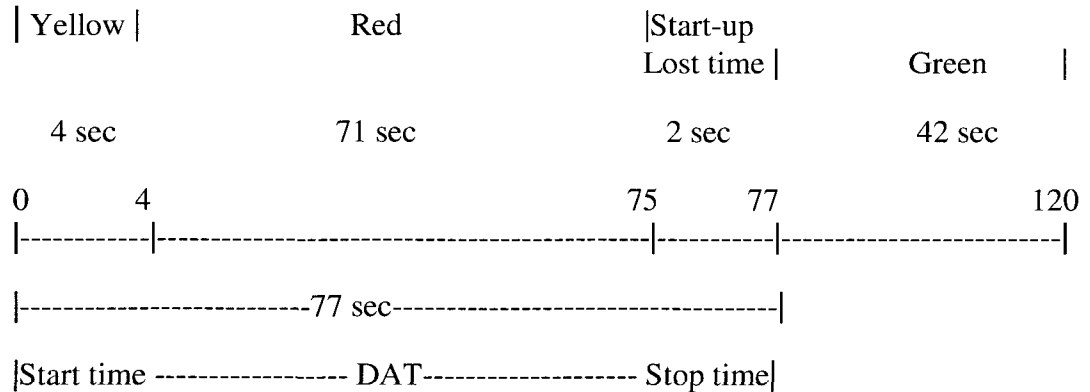 | Yellow | Red |Start-up
Lost time | Green |
4 sec 71 sec 2 sec 42 sec
0 4 75 77 120
|---------|----------------------------------|--------|-------------------|
|--------------------77 sec--------------------------|
|Start time --------------- DAT----------------- Stop time|